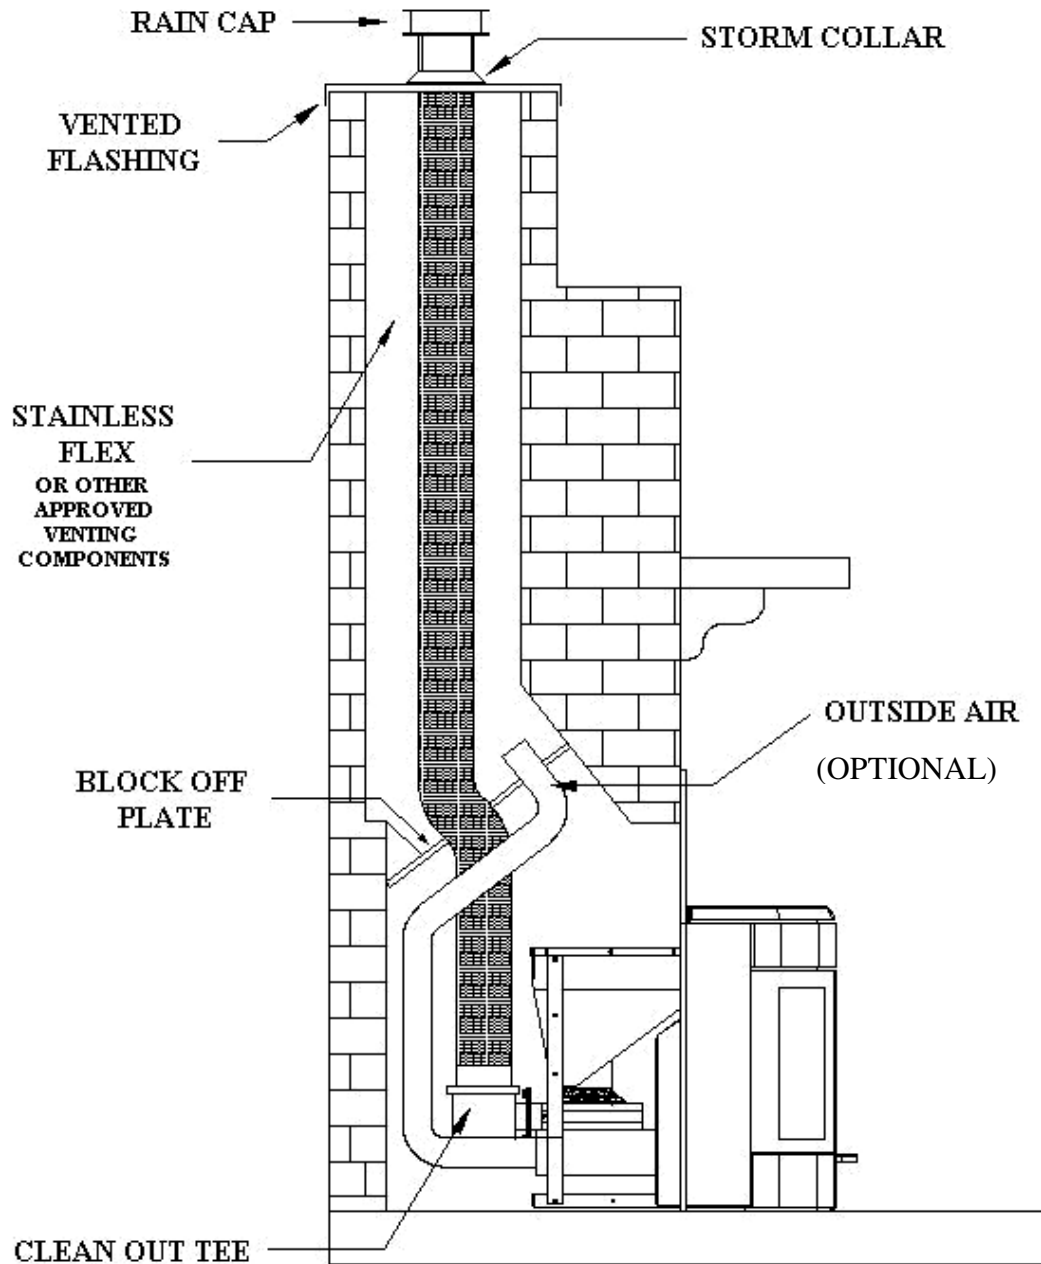 RAIN CAP
STORM COLLAR
VENTED
FLASHING
STAINLESS
FLEX
OR OTHER
APPROVED
VENTING
COMPONENTS
OUTSIDE AIR
(OPTIONAL)
BLOCK OFF
PLATE
CLEAN OUT TEE